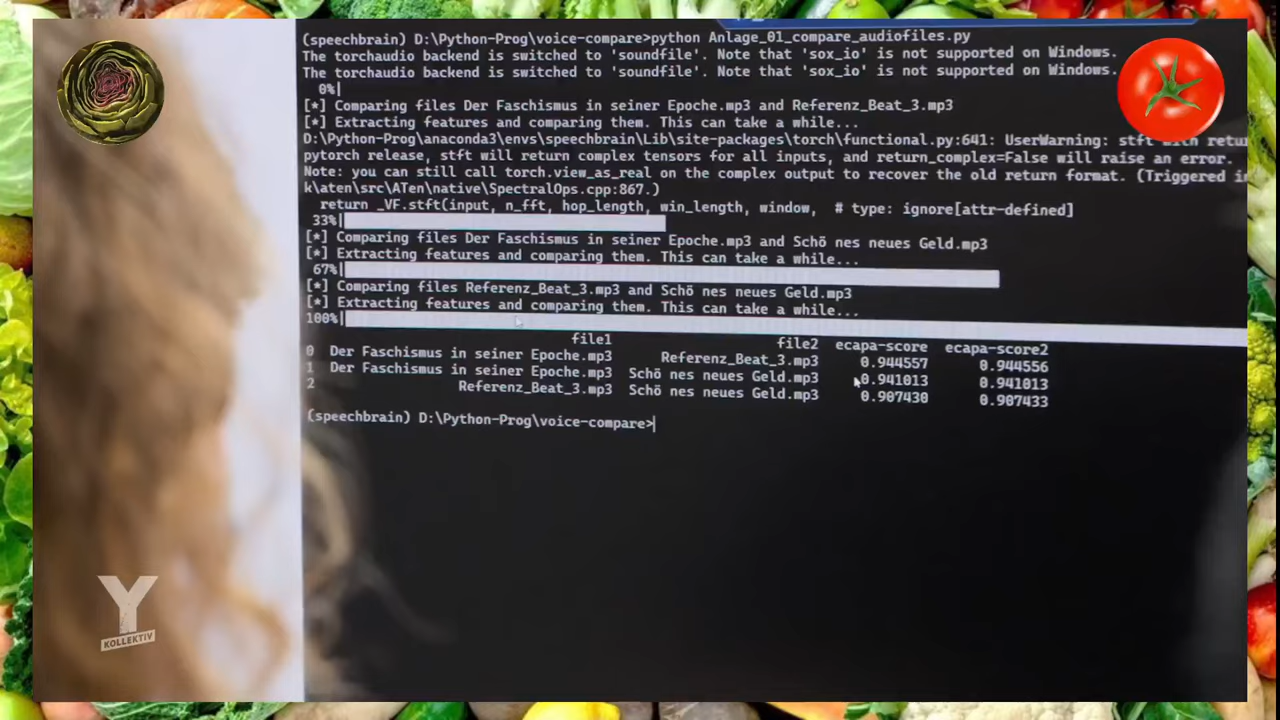 (speechbrain) D:\Python-Prog\voice-compare>python Anlage_01_compare_audiofiles.py
The torchaudio backend is switched to 'soundfile'. Note that 'sox_io' is not supported on Windows.
The torchaudio backend is switched to 'soundfile'. Note that 'sox_io' is not supported on Windows.
0%|
[*] Comparing files Der Faschismus in seiner Epoche.mp3 and Referenz_Beat_3.mp3
[*] Extracting features and comparing them. This can take a while...
D:\Python-Prog\anaconda3\envs\speechbrain\Lib\site-packages\torch\functional.py:641: UserWarning: stft with retur
pytorch release, stft will return complex tensors for all inputs, and return_complex=False will raise an error.
Note: you can still call torch.view_as_real on the complex output to recover the old return format. (Triggered in
k\aten\src\ATen\native\SpectralOps.cpp:867.)
return _VF.stft(input, n_fft, hop_length, win_length, window, # type: ignore[attr-defined]
33%|
[*] Comparing files Der Faschismus in seiner Epoche.mp3 and Schö nes neues Geld.mp3
[*] Extracting features and comparing them. This can take a while...
67%|
[*] Comparing files Referenz_Beat_3.mp3 and Schö nes neues Geld.mp3
[*] Extracting features and comparing them. This can take a while...
100%|
file1 file2 ecapa-score ecapa-score2
0 Der Faschismus in seiner Epoche.mp3 Referenz_Beat_3.mp3 0.944557 0.944556
1 Der Faschismus in seiner Epoche.mp3 Schö nes neues Geld.mp3 0.941013 0.941013
2 Referenz_Beat_3.mp3 Schö nes neues Geld.mp3 0.907430 0.907433
(speechbrain) D:\Python-Prog\voice-compare>
Y
KOLLEKTIV